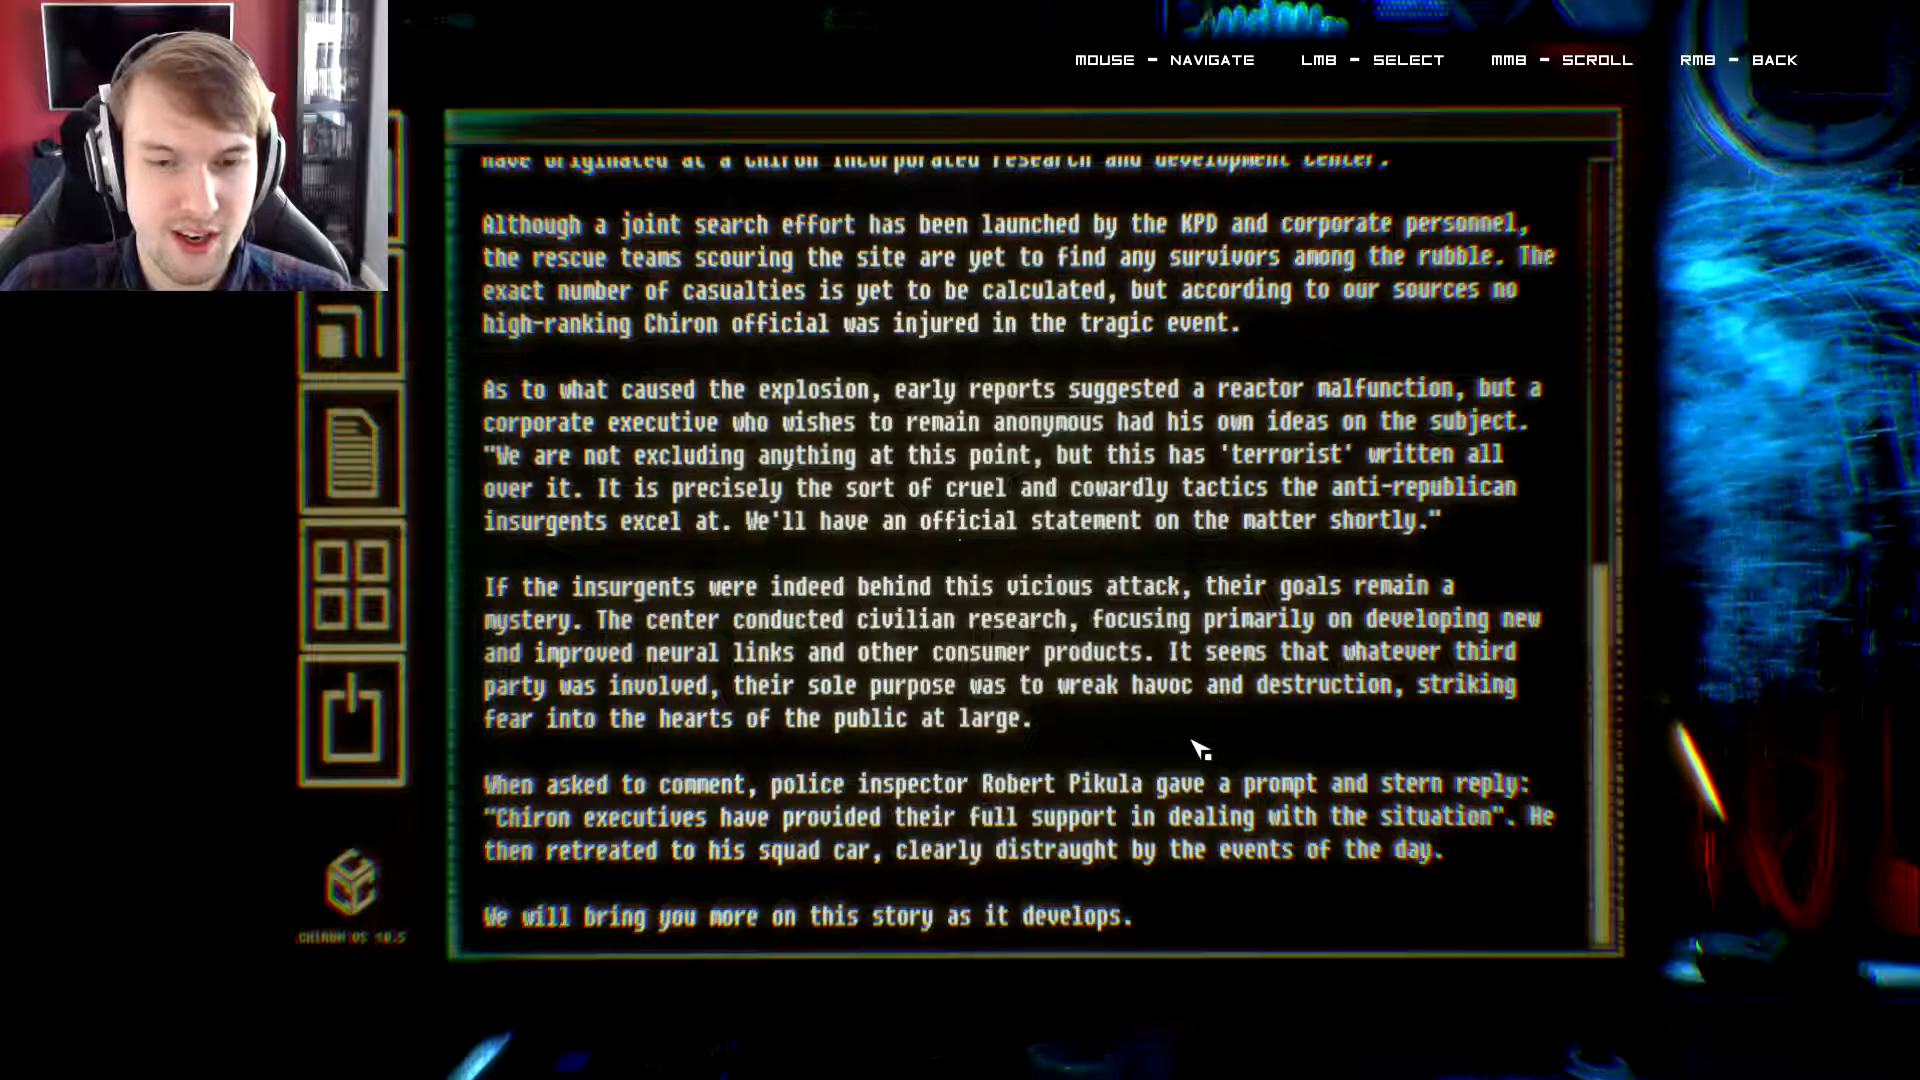 MOUSE - NAVIGATE LMB - SELECT MMB - SCROLL RMB - BACK
have originated at a Chiron Incorporated research and development center.
Although a joint search effort has been launched by the KPD and corporate personnel,
the rescue teams scouring the site are yet to find any survivors among the rubble. The
exact number of casualties is yet to be calculated, but according to our sources no
high-ranking Chiron official was injured in the tragic event.
As to what caused the explosion, early reports suggested a reactor malfunction, but a
corporate executive who wishes to remain anonymous had his own ideas on the subject.
"We are not excluding anything at this point, but this has 'terrorist' written all
over it. It is precisely the sort of cruel and cowardly tactics the anti-republican
insurgents excel at. We'll have an official statement on the matter shortly."
If the insurgents were indeed behind this vicious attack, their goals remain a
mystery. The center conducted civilian research, focusing primarily on developing new
and improved neural links and other consumer products. It seems that whatever third
party was involved, their sole purpose was to wreak havoc and destruction, striking
fear into the hearts of the public at large.
When asked to comment, police inspector Robert Pikula gave a prompt and stern reply:
"Chiron executives have provided their full support in dealing with the situation". He
then retreated to his squad car, clearly distraught by the events of the day.
We will bring you more on this story as it develops.
CHIRON OS